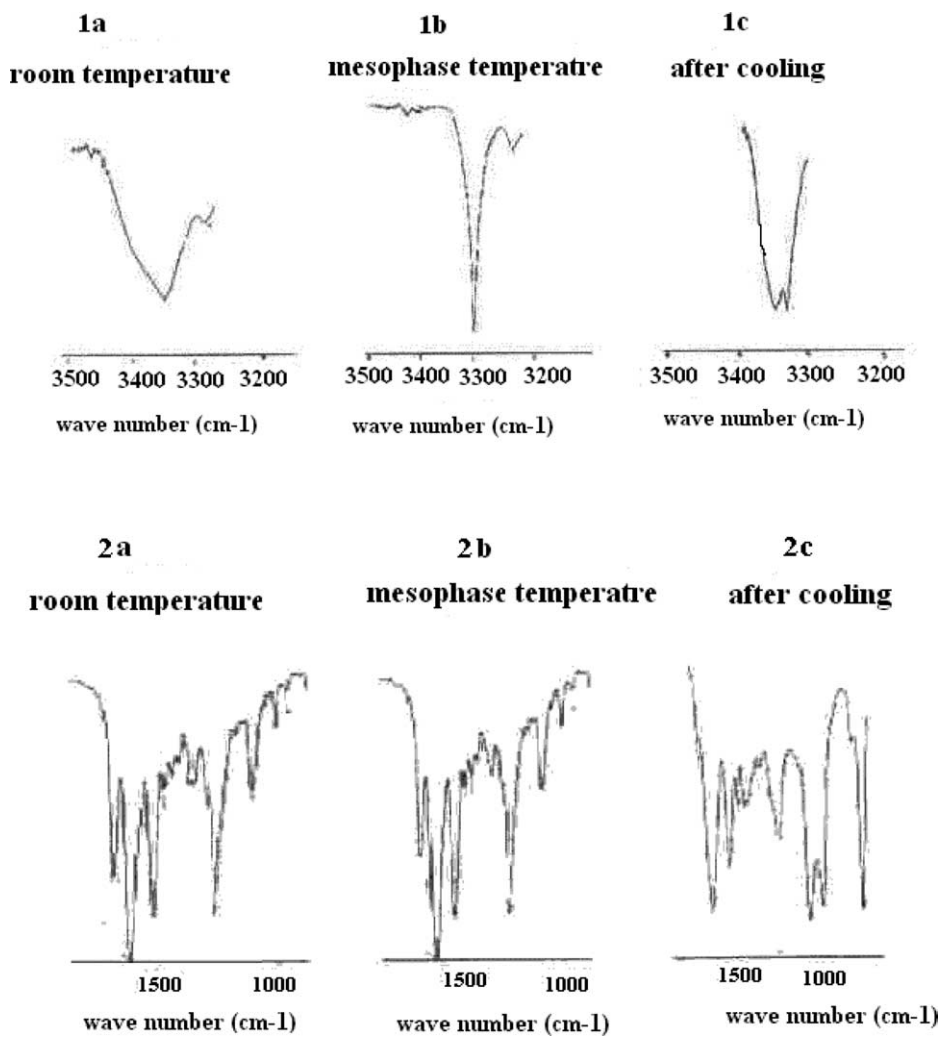 1a
1b
1c
room temperature
mesophase temperatre
after cooling
3500 3400 3300 3200
3500 3400 3300 3200
3500 3400 3300 3200
wave number (cm-1)
wave number (cm-1)
wave number (cm-1)
2a
2b
2c
room temperature
mesophase temperatre
after cooling
1500 1000
1500 1000
1500 1000
wave number (cm-1)
wave number (cm-1)
wave number (cm-1)